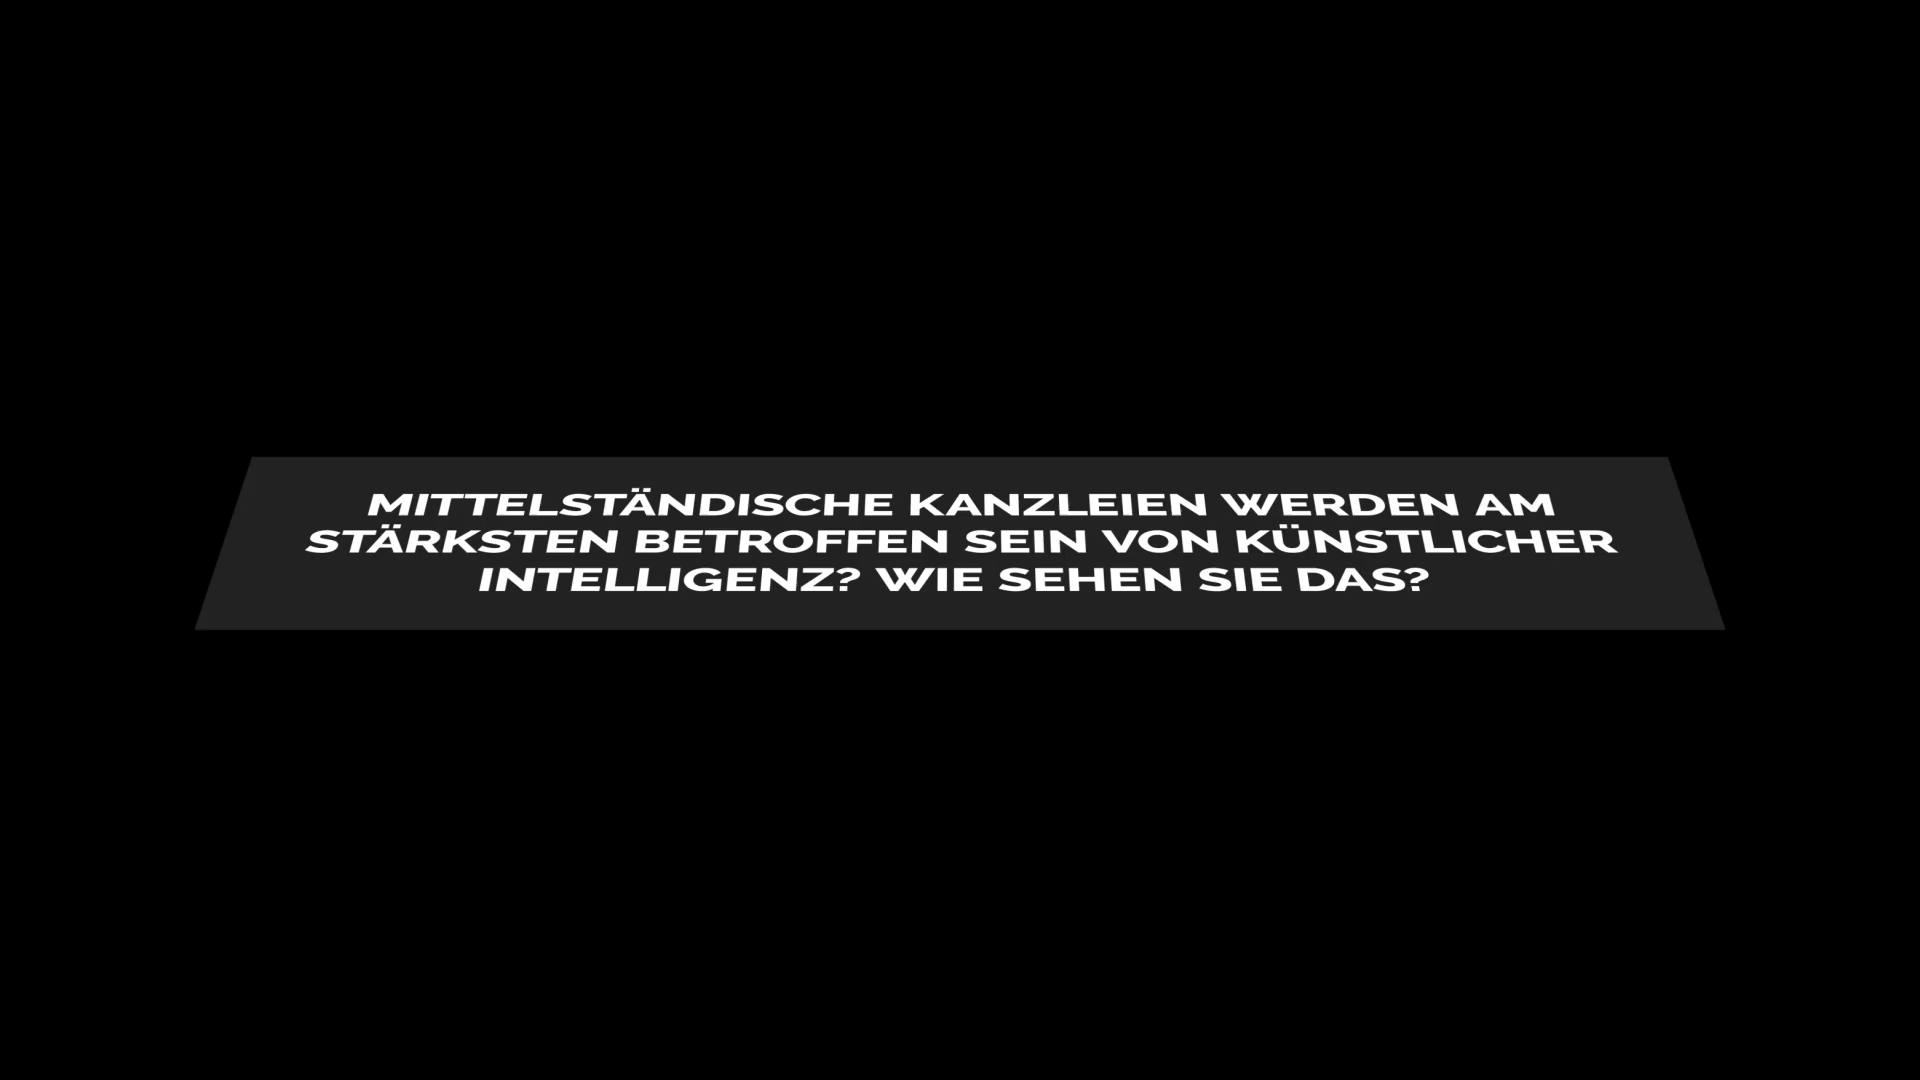 MITTELSTÄNDISCHE KANZLEIEN WERDEN AM
STÄRKSTEN BETROFFEN SEIN VON KÜNSTLICHER
INTELLIGENZ? WIE SEHEN SIE DAS?